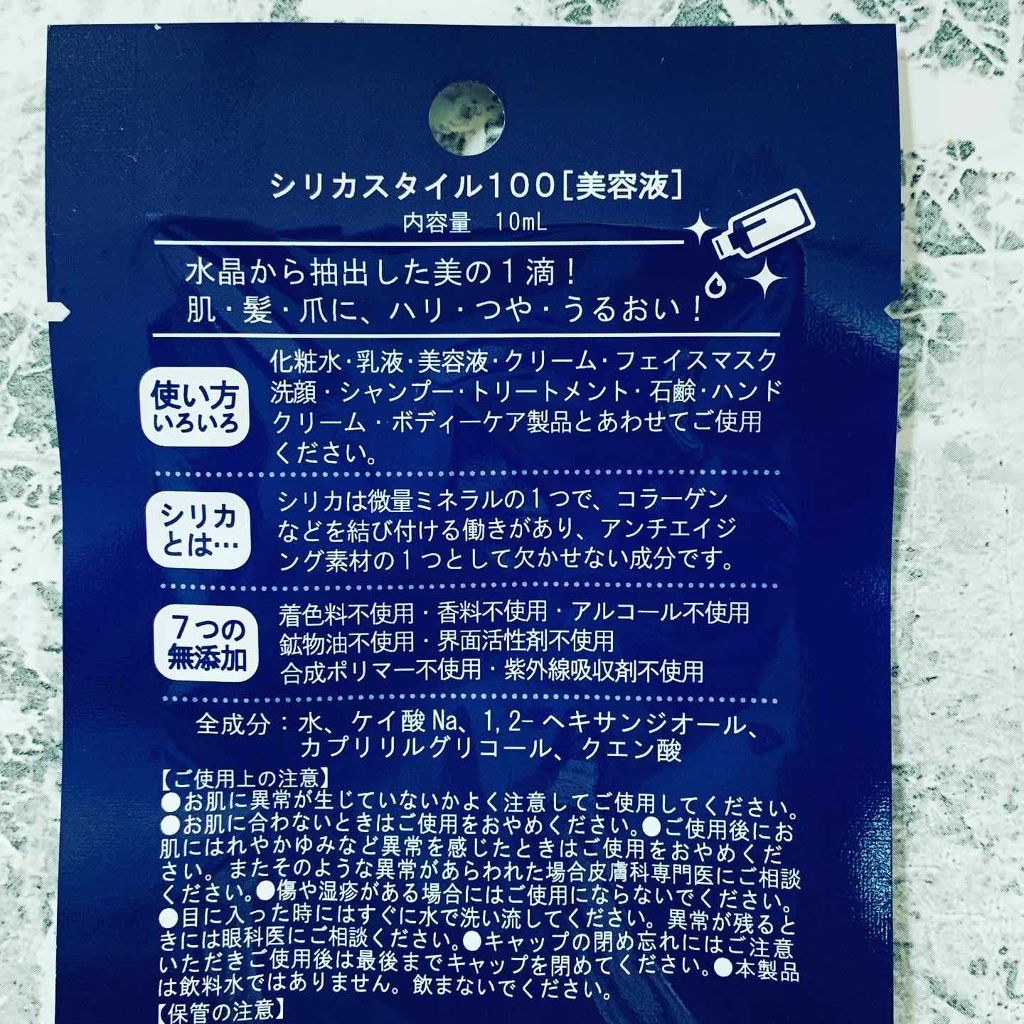 シリカスタイル100[美容液]
内容量 10mL
水晶から抽出した美の1滴!
肌・髪・爪に、ハリ・つや・うるおい!
使い方
いろいろ
化粧水・乳液・美容液・クリーム・フェイスマスク
洗顔・シャンプー・トリートメント・石鹸・ハンド
クリーム・ボディーケア製品とあわせてご使用
ください。
シリカ
とは…
シリカは微量ミネラルの1つで、コラーゲン
などを結び付ける働きがあり、アンチエイジ
ング素材の1つとして欠かせない成分です。
7つの
無添加
着色料不使用・香料不使用・アルコール不使用
鉱物油不使用・界面活性剤不使用
合成ポリマー不使用・紫外線吸収剤不使用
全成分：水、ケイ酸Na、1,2-ヘキサンジオール、
カプリリルグリコール、クエン酸
【ご使用上の注意】
●お肌に異常が生じていないかよく注意してご使用してください。
●お肌に合わないときはご使用をおやめください。●ご使用後にお
肌にはれやかゆみなど異常を感じたときはご使用をおやめくだ
さい。またそのような異常があらわれた場合皮膚科専門医にご相談
ください。●傷や湿疹がある場合にはご使用にならないでください。
●目に入った時にはすぐに水で洗い流してください。異常が残ると
きには眼科医にご相談ください。●キャップの閉め忘れにはご注意
いただきご使用後は最後までキャップを閉めてください。●本製品
は飲料水ではありません。飲まないでください。
【保管の注意】